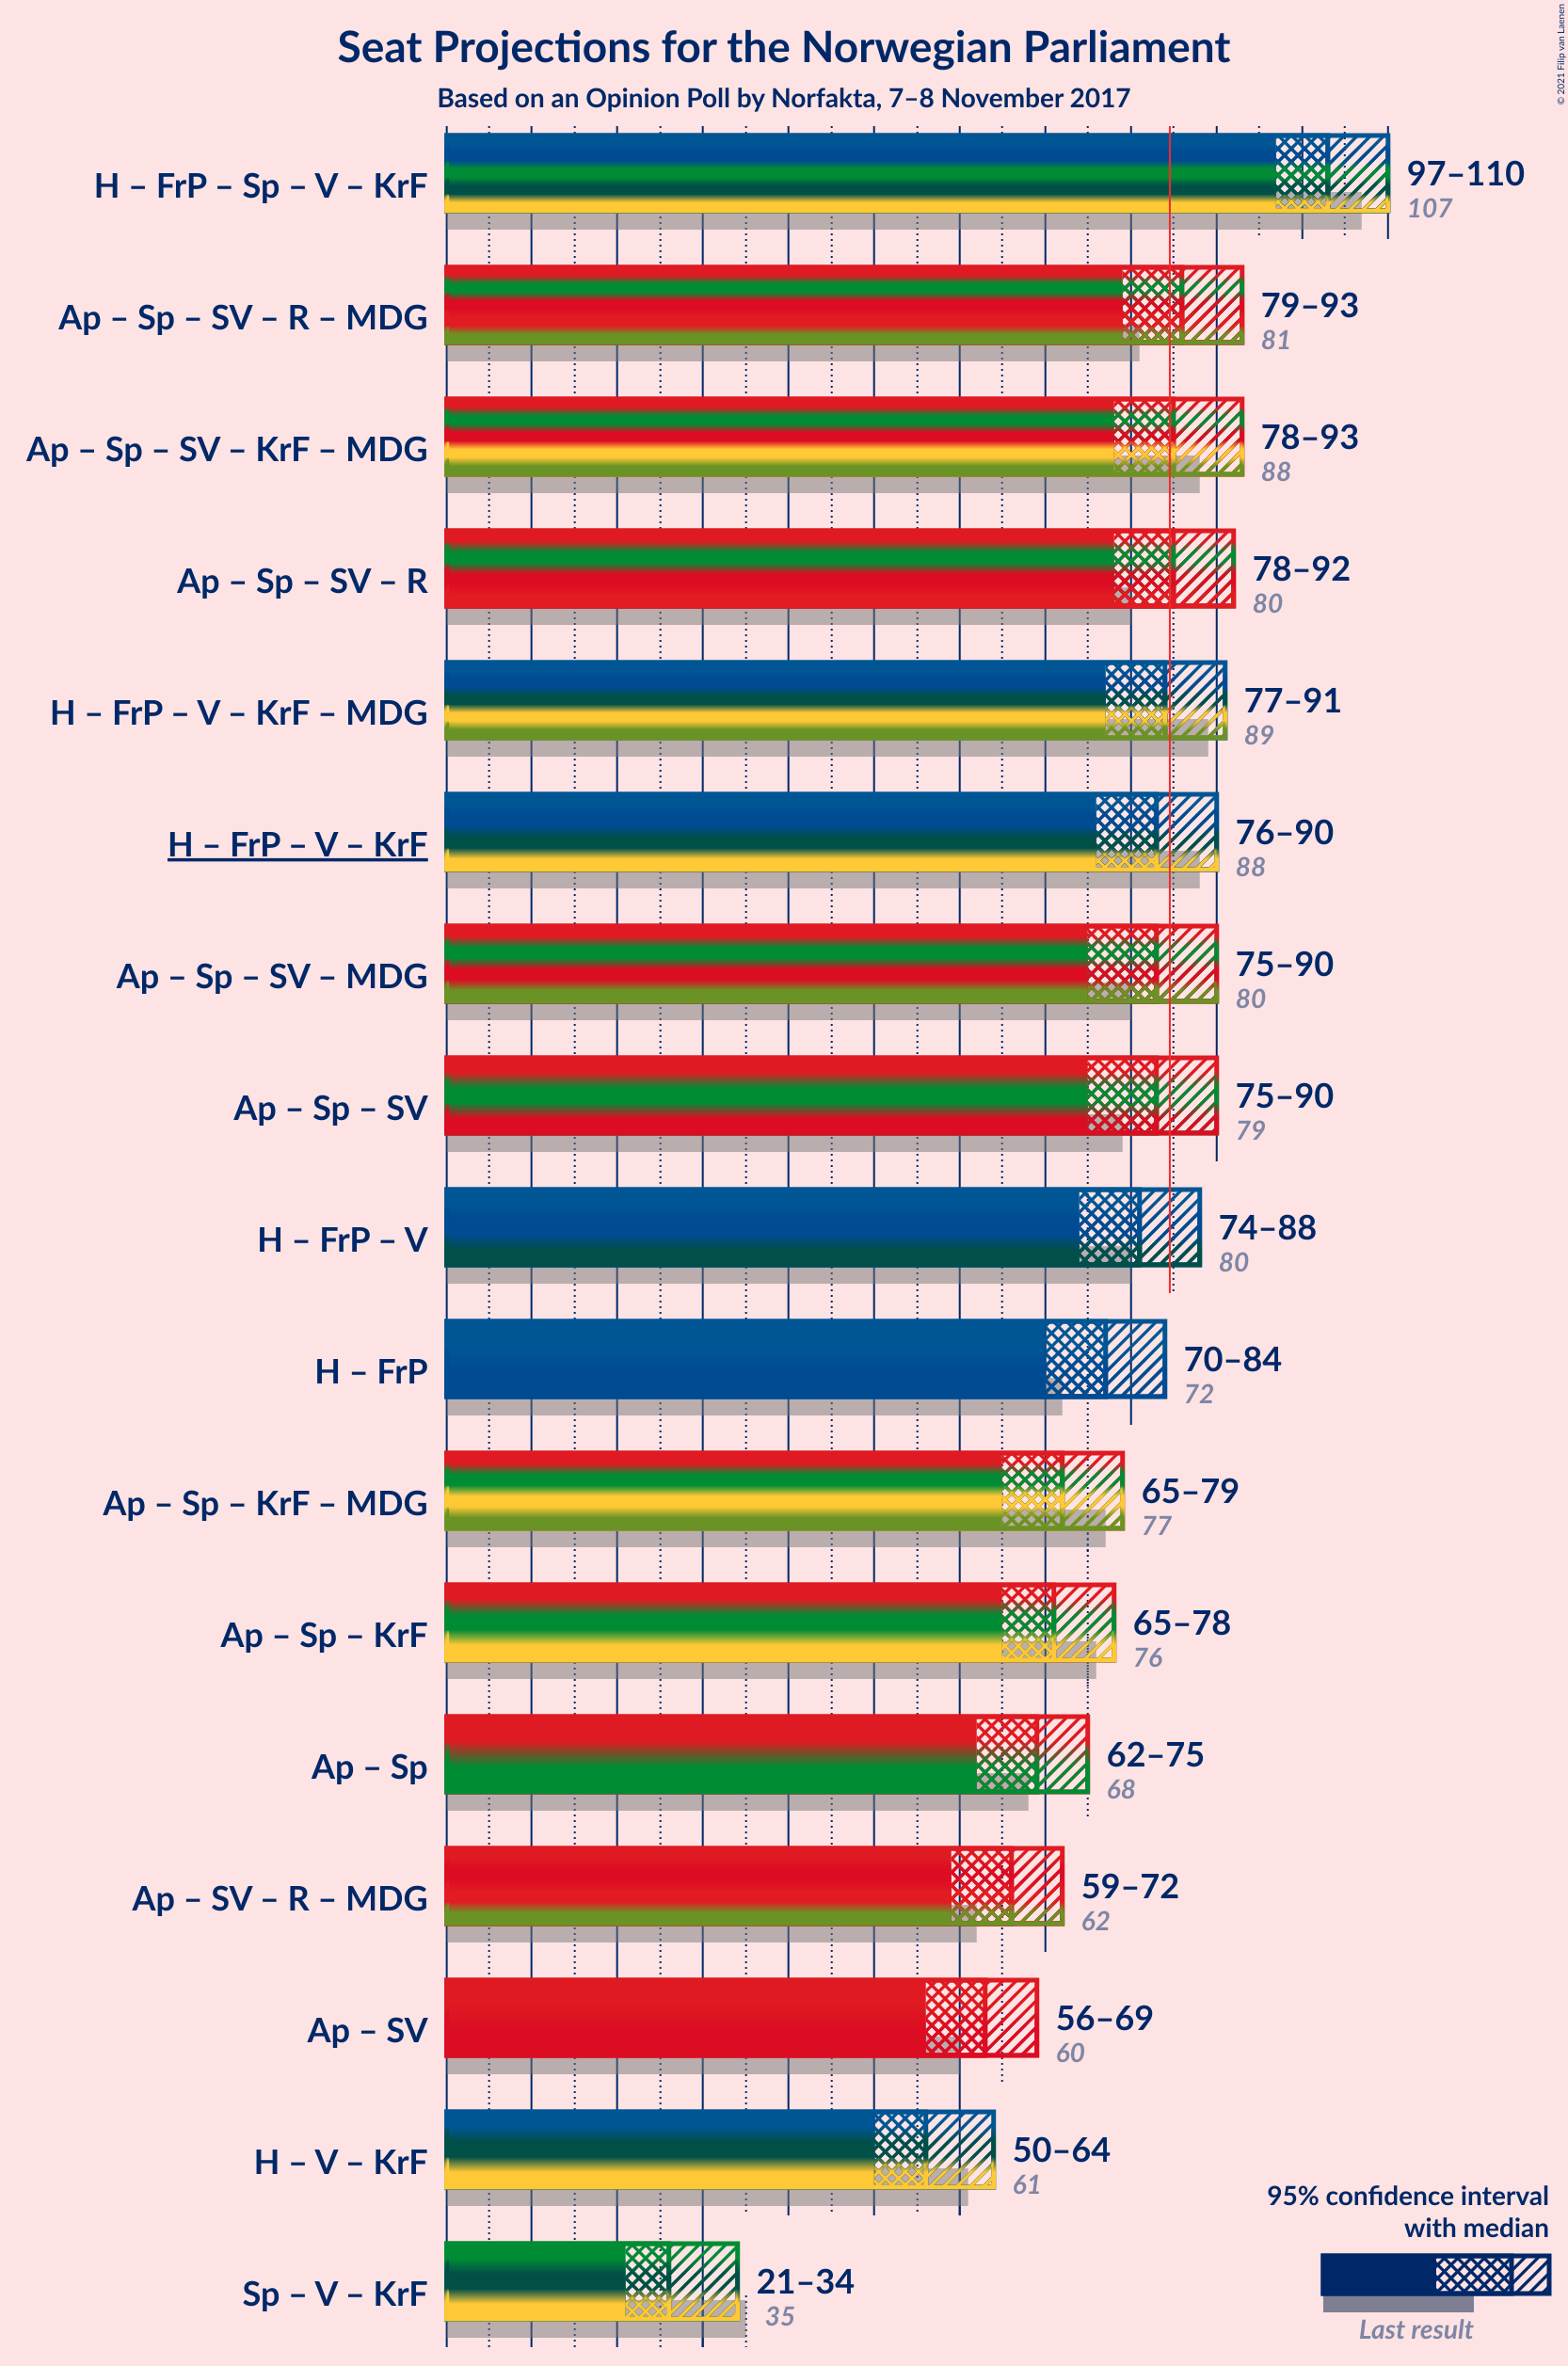 Seat Projections for the Norwegian Parliament
Based on an Opinion Poll by Norfakta, 7–8 November 2017
© 2021 Filip van Laenen
H – FrP – Sp – V – KrF
97–110
107
Ap – Sp – SV – R – MDG
79–93
81
Ap – Sp – SV – KrF – MDG
78–93
88
Ap – Sp – SV – R
78–92
80
H – FrP – V – KrF – MDG
77–91
89
H – FrP – V – KrF
76–90
88
Ap – Sp – SV – MDG
75–90
80
Ap – Sp – SV
75–90
79
H – FrP – V
74–88
80
H – FrP
70–84
72
Ap – Sp – KrF – MDG
65–79
77
Ap – Sp – KrF
65–78
76
Ap – Sp
62–75
68
Ap – SV – R – MDG
59–72
62
Ap – SV
56–69
60
H – V – KrF
50–64
61
Sp – V – KrF
21–34
35
95% confidence interval
with median
Last result